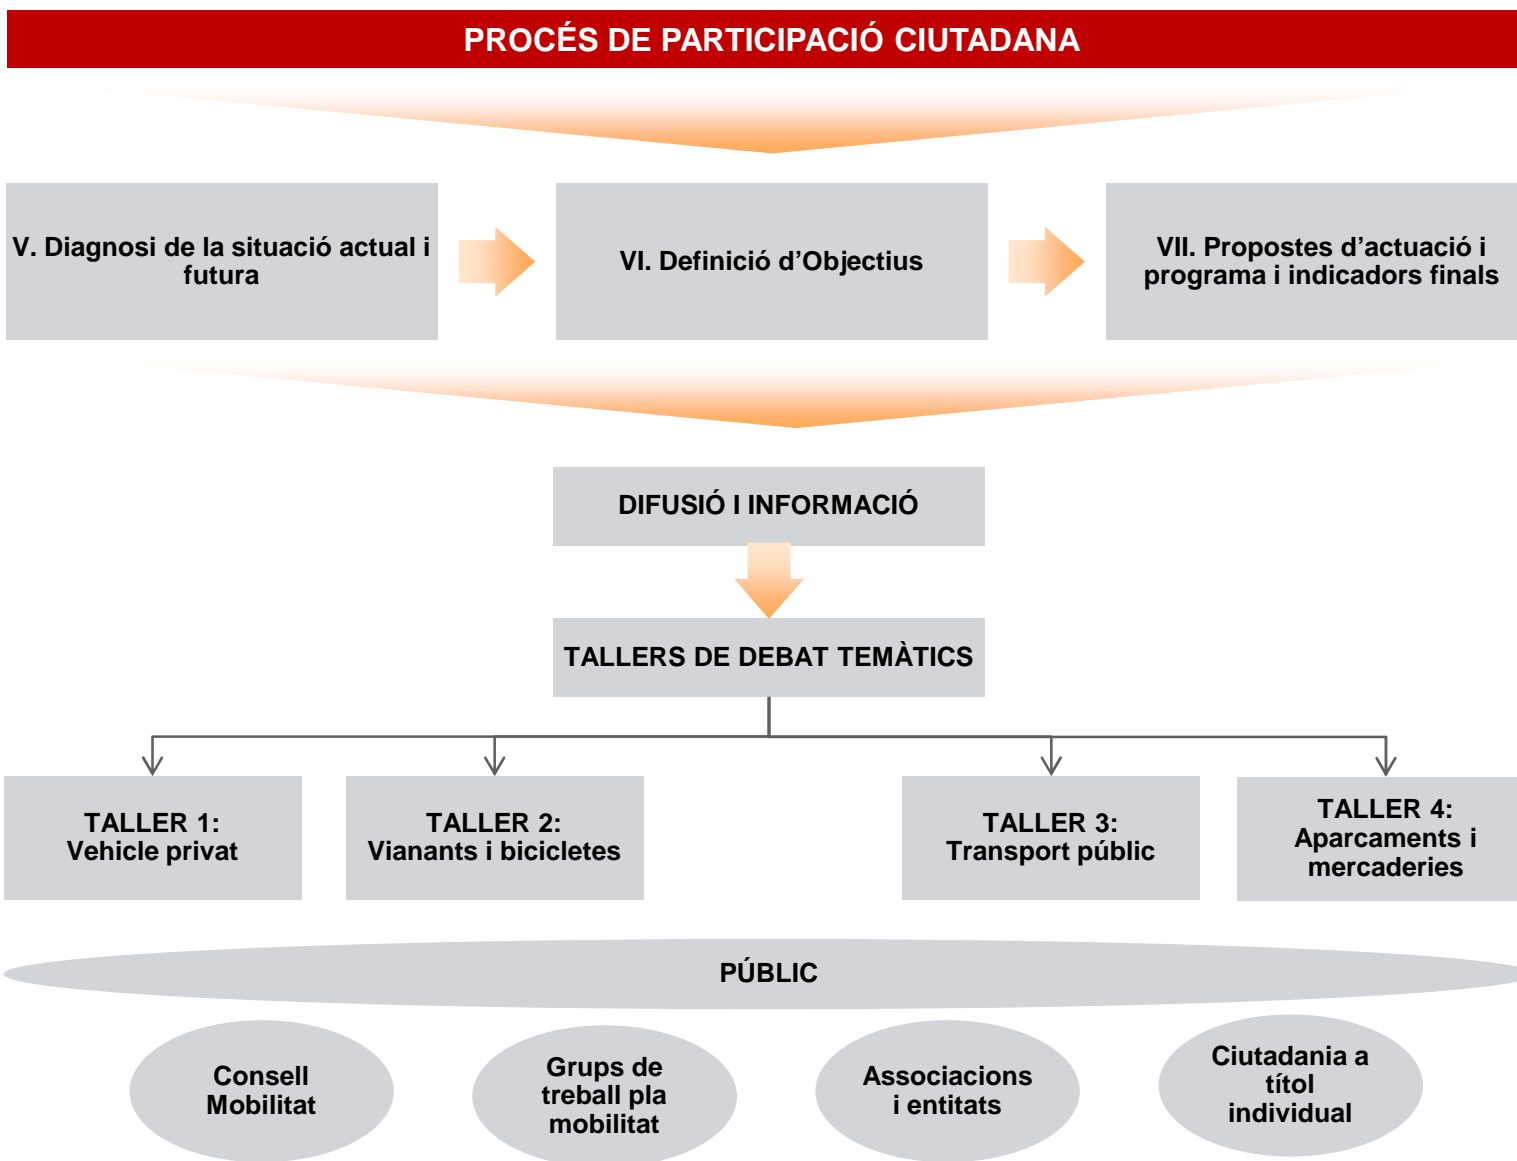 PROCÉS DE PARTICIPACIÓ CIUTADANA
V. Diagnosi de la situació actual i
futura
VI. Definició d’Objectius
VII. Propostes d’actuació i
programa i indicadors finals
DIFUSIÓ I INFORMACIÓ
TALLERS DE DEBAT TEMÀTICS
TALLER 1:
Vehicle privat
TALLER 2:
Vianants i bicicletes
TALLER 3:
Transport públic
TALLER 4:
Aparcaments i
mercaderies
PÚBLIC
Consell
Mobilitat
Grups de
treball pla
mobilitat
Associacions
i entitats
Ciutadania a
títol
individual